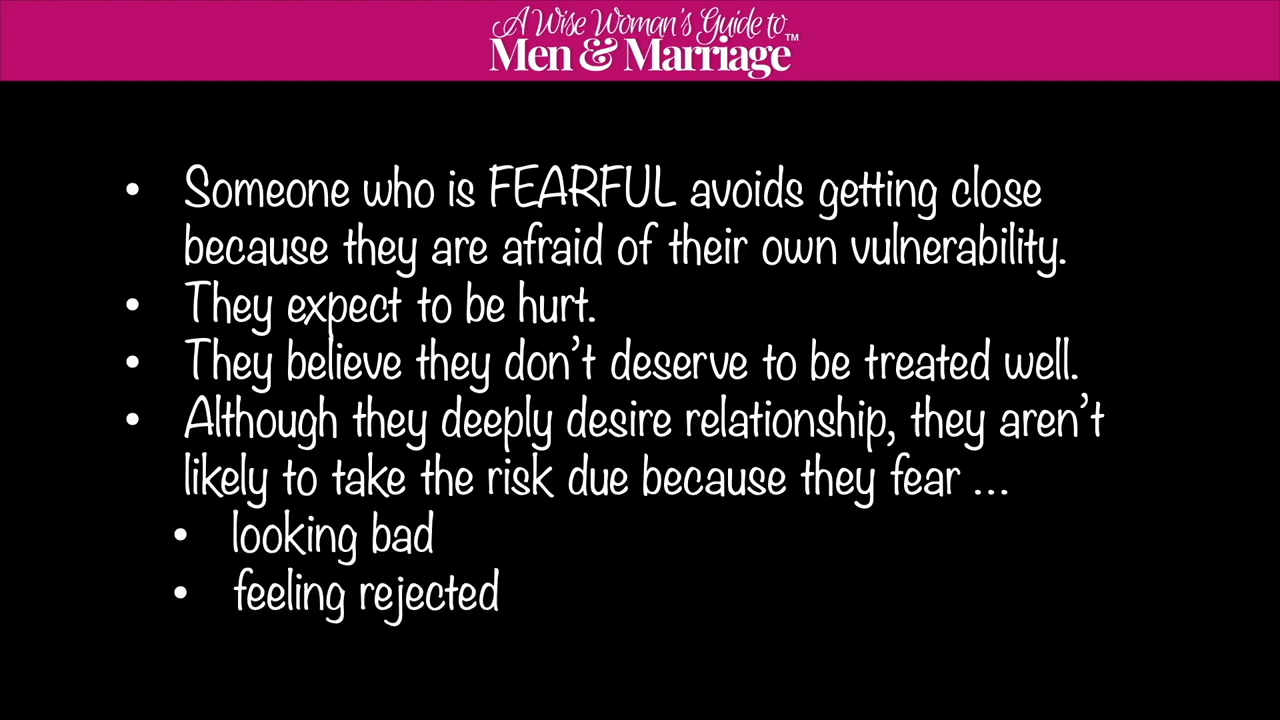 A Wise Woman's Guide to
Men & Marriage™
• Someone who is FEARFUL avoids getting close
because they are afraid of their own vulnerability.
• They expect to be hurt.
• They believe they don't deserve to be treated well.
• Although they deeply desire relationship, they aren't
likely to take the risk due because they fear ...
• looking bad
• feeling rejected